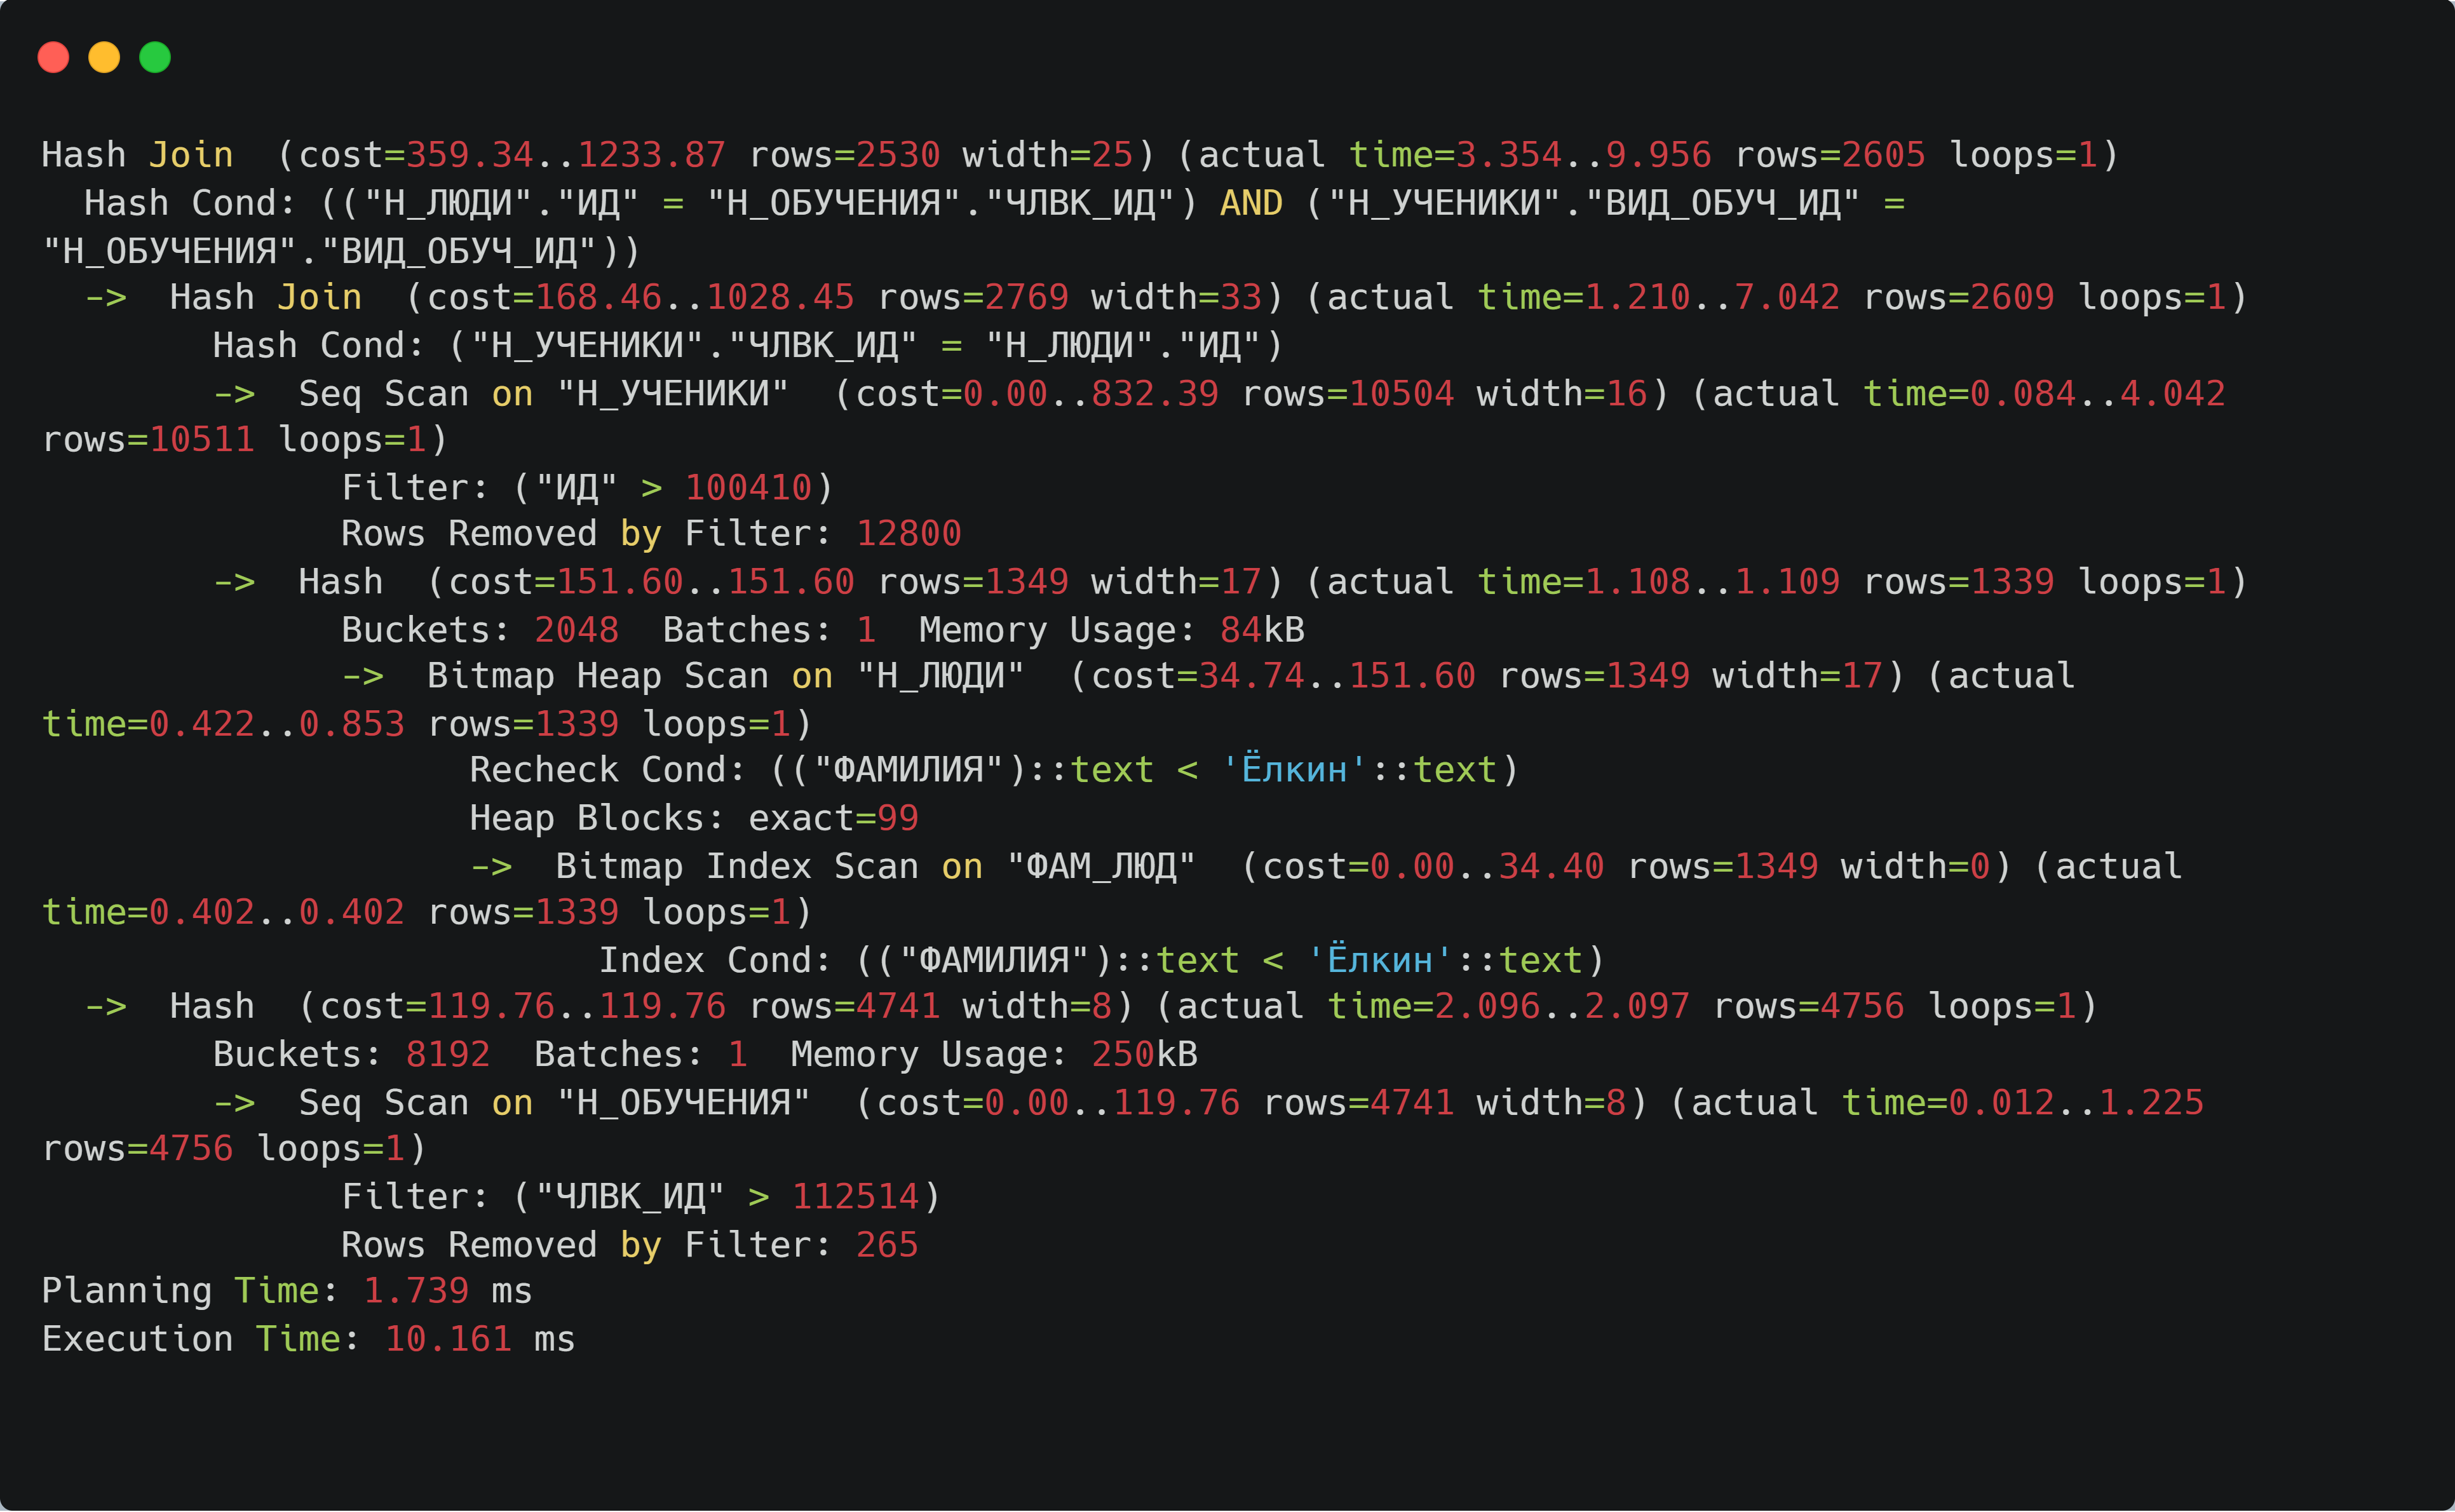 Hash Join  (cost=359.34..1233.87 rows=2530 width=25) (actual time=3.354..9.956 rows=2605 loops=1)
  Hash Cond: (("Н_ЛЮДИ"."ИД" = "Н_ОБУЧЕНИЯ"."ЧЛВК_ИД") AND ("Н_УЧЕНИКИ"."ВИД_ОБУЧ_ИД" =
"Н_ОБУЧЕНИЯ"."ВИД_ОБУЧ_ИД"))
  ->  Hash Join  (cost=168.46..1028.45 rows=2769 width=33) (actual time=1.210..7.042 rows=2609 loops=1)
        Hash Cond: ("Н_УЧЕНИКИ"."ЧЛВК_ИД" = "Н_ЛЮДИ"."ИД")
        ->  Seq Scan on "Н_УЧЕНИКИ"  (cost=0.00..832.39 rows=10504 width=16) (actual time=0.084..4.042
rows=10511 loops=1)
              Filter: ("ИД" > 100410)
              Rows Removed by Filter: 12800
        ->  Hash  (cost=151.60..151.60 rows=1349 width=17) (actual time=1.108..1.109 rows=1339 loops=1)
              Buckets: 2048  Batches: 1  Memory Usage: 84kB
              ->  Bitmap Heap Scan on "Н_ЛЮДИ"  (cost=34.74..151.60 rows=1349 width=17) (actual
time=0.422..0.853 rows=1339 loops=1)
                    Recheck Cond: (("ФАМИЛИЯ")::text < 'Ёлкин'::text)
                    Heap Blocks: exact=99
                    ->  Bitmap Index Scan on "ФАМ_ЛЮД"  (cost=0.00..34.40 rows=1349 width=0) (actual
time=0.402..0.402 rows=1339 loops=1)
                          Index Cond: (("ФАМИЛИЯ")::text < 'Ёлкин'::text)
  ->  Hash  (cost=119.76..119.76 rows=4741 width=8) (actual time=2.096..2.097 rows=4756 loops=1)
        Buckets: 8192  Batches: 1  Memory Usage: 250kB
        ->  Seq Scan on "Н_ОБУЧЕНИЯ"  (cost=0.00..119.76 rows=4741 width=8) (actual time=0.012..1.225
rows=4756 loops=1)
              Filter: ("ЧЛВК_ИД" > 112514)
              Rows Removed by Filter: 265
Planning Time: 1.739 ms
Execution Time: 10.161 ms